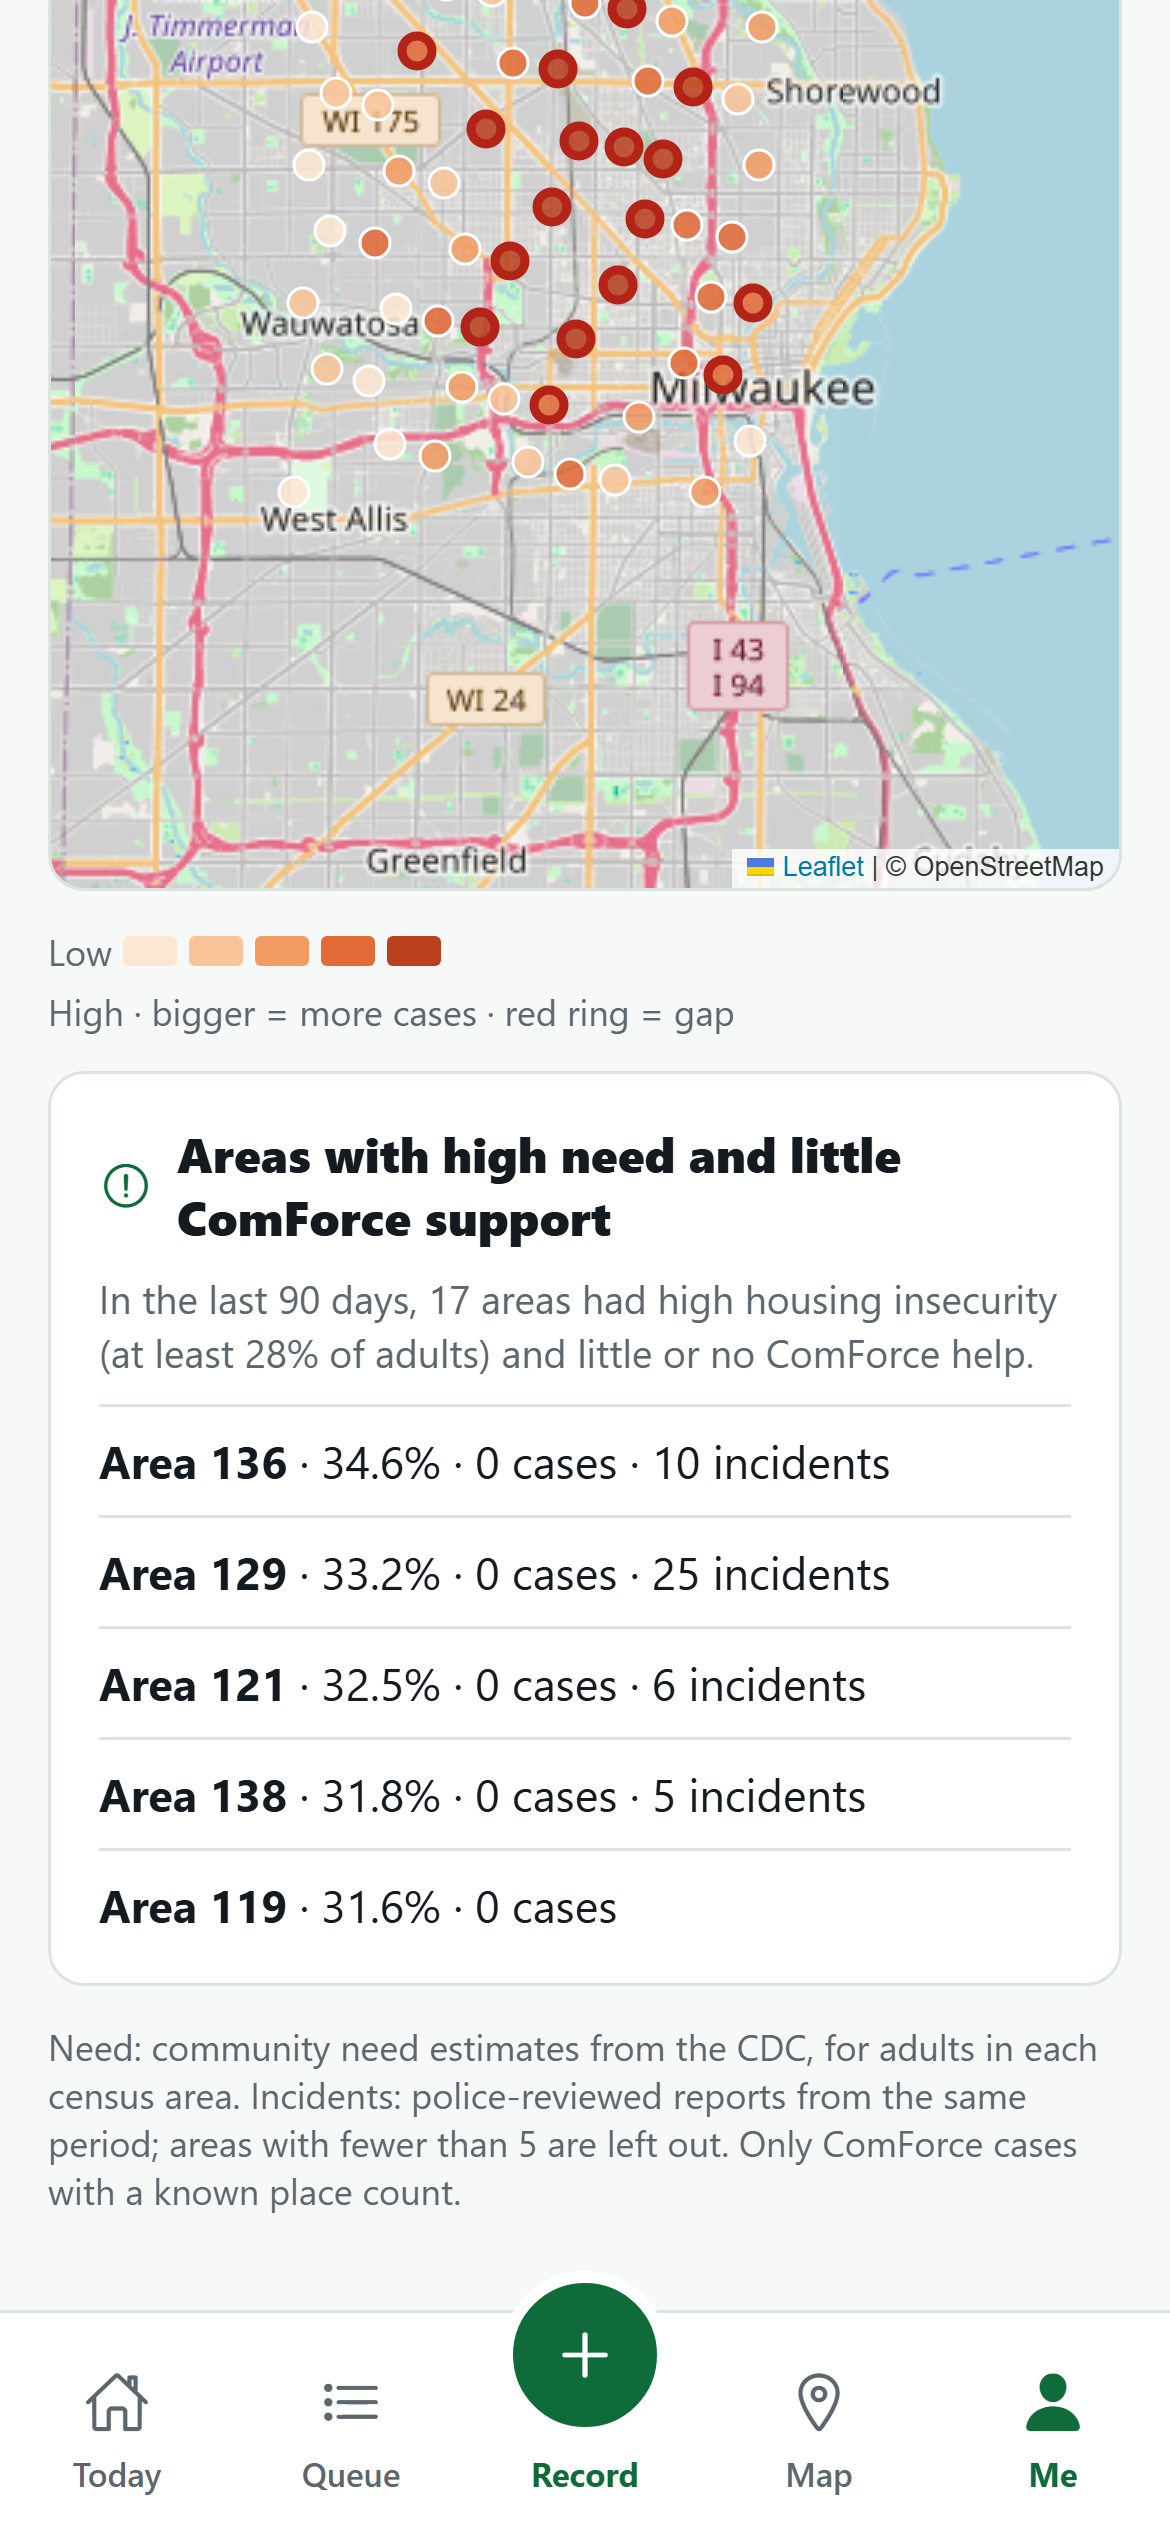 J. Timmerman
Airport
Shorewood
WI 175
Wauwatosa
Milwaukee
West Allis
I 43
I 94
WI 24
Greenfield
Leaflet | © OpenStreetMap
Low
High · bigger = more cases · red ring = gap
Areas with high need and little
ComForce support
In the last 90 days, 17 areas had high housing insecurity
(at least 28% of adults) and little or no ComForce help.
Area 136 · 34.6% · 0 cases · 10 incidents
Area 129 · 33.2% · 0 cases · 25 incidents
Area 121 · 32.5% · 0 cases · 6 incidents
Area 138 · 31.8% · 0 cases · 5 incidents
Area 119 · 31.6% · 0 cases
Need: community need estimates from the CDC, for adults in each
census area. Incidents: police-reviewed reports from the same
period; areas with fewer than 5 are left out. Only ComForce cases
with a known place count.
Today
Queue
Record
Map
Me